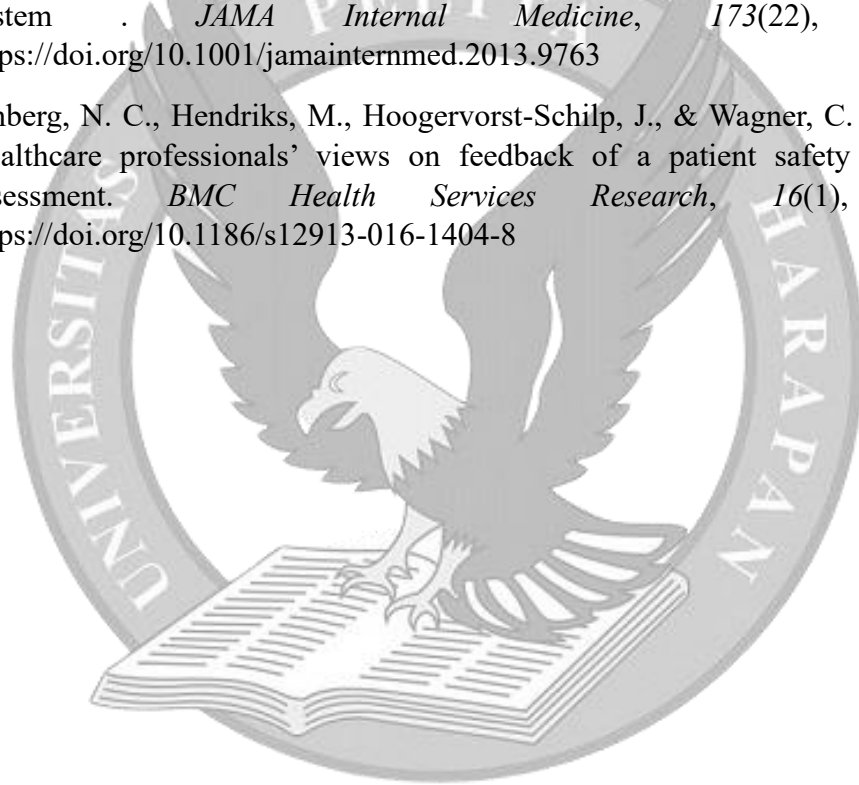 stem . JAMA Internal Medicine, 173(22),
ps://doi.org/10.1001/jamainternmed.2013.9763
nberg, N. C., Hendriks, M., Hoogervorst-Schilp, J., & Wagner, C.
althcare professionals’ views on feedback of a patient safety
sessment. BMC Health Services Research, 16(1),
ps://doi.org/10.1186/s12913-016-1404-8
UNIVERSITAS
PELITA
HARAPAN